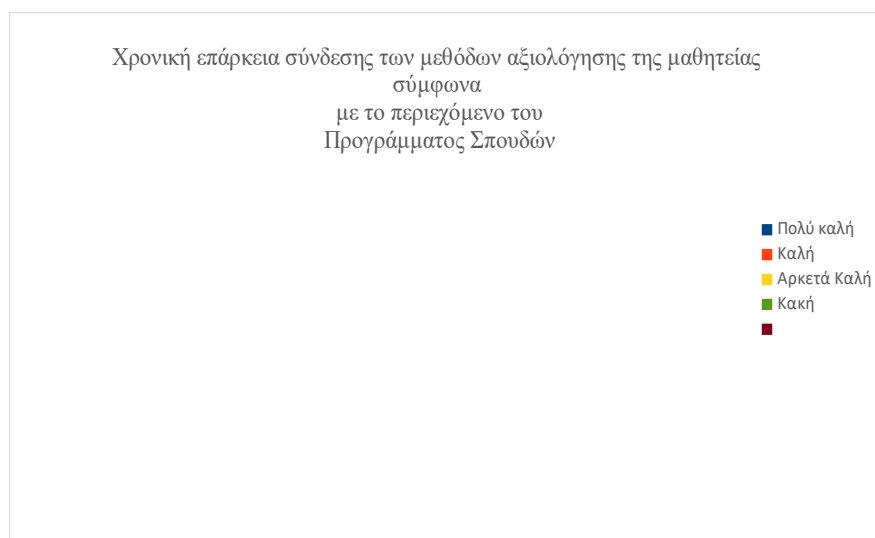 Χρονική επάρκεια σύνδεσης των μεθόδων αξιολόγησης της μαθητείας
σύμφωνα
με το περιεχόμενο του
Προγράμματος Σπουδών
Πολύ καλή
Καλή
Αρκετά Καλή
Κακή